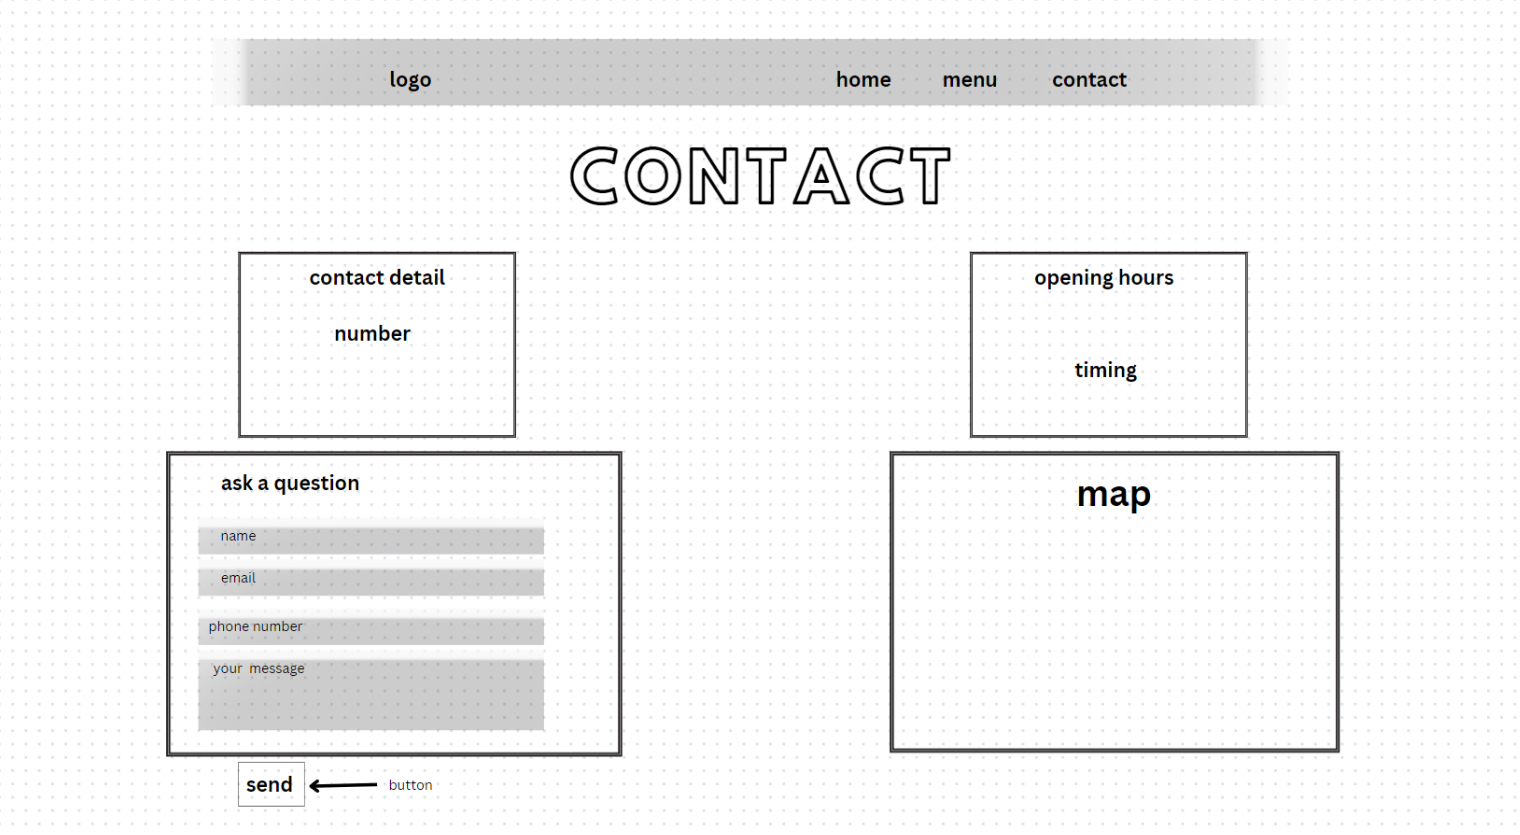 logo home menu contact
CONTACT
contact detail
number
opening hours
timing
ask a question
name
email
phone number
your message
map
send
button